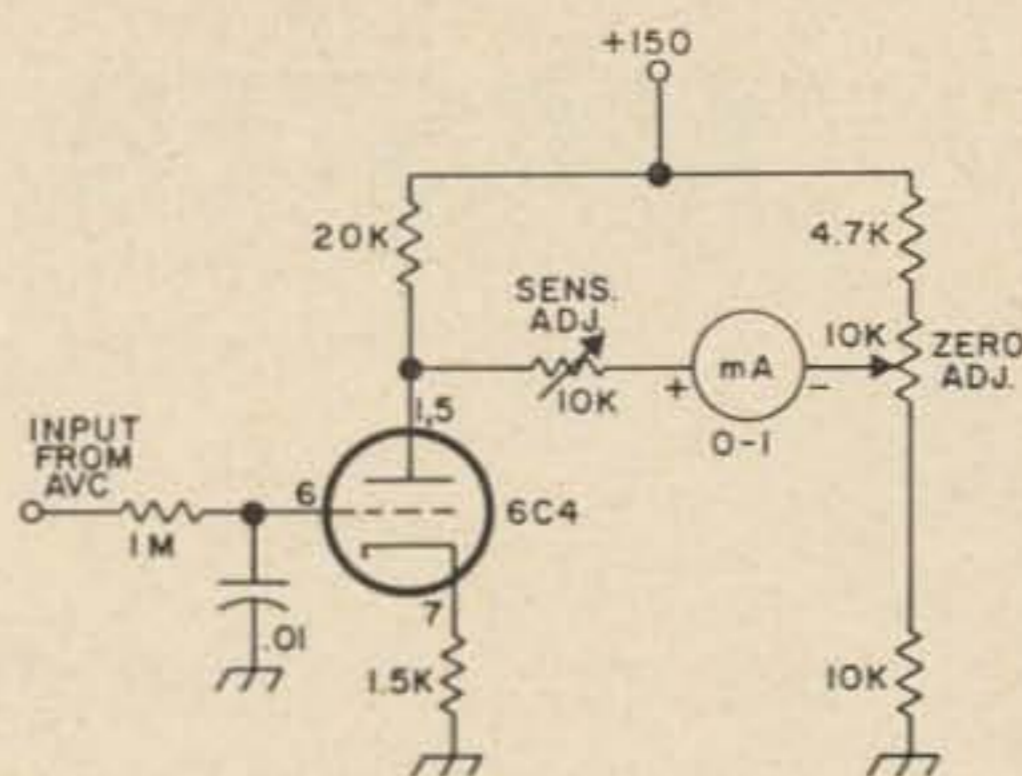 +150
20K
4.7K
SENS.
ADJ.
10K
+
mA
-
0-1
10K
ZERO
ADJ.
INPUT
FROM
AVC
1M
.01
6
1,5
6C4
7
1.5K
10K